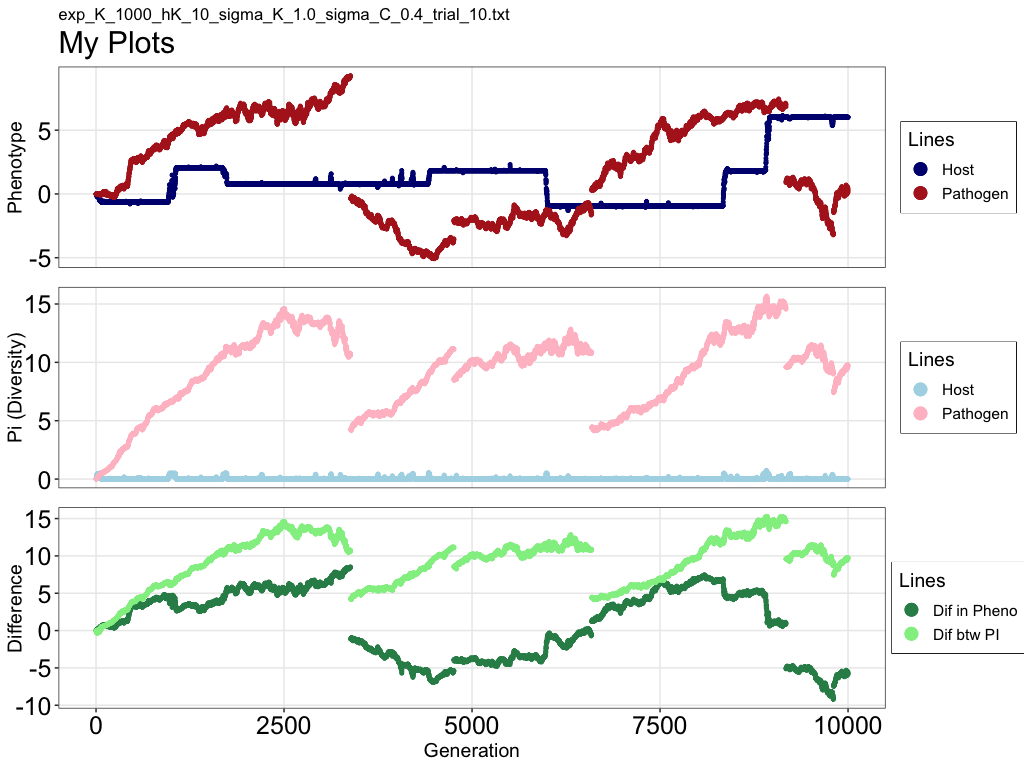 exp_K_1000_hK_10_sigma_K_1.0_sigma_C_0.4_trial_10.txt
My Plots
Phenotype
5
0
-5
Lines
Host
Pathogen
Pi (Diversity)
15
10
5
0
Lines
Host
Pathogen
Difference
15
10
5
0
-5
-10
Lines
Dif in Pheno
Dif btw PI
0
2500
5000
7500
10000
Generation